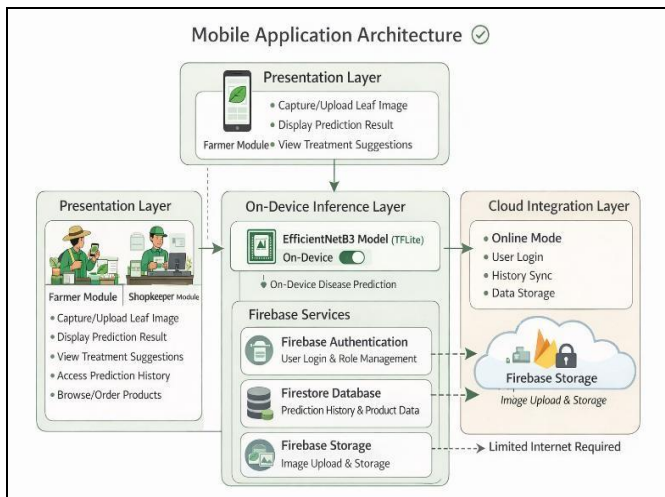 Mobile Application Architecture
Presentation Layer
• Capture/Upload Leaf Image
• Display Prediction Result
Farmer Module • View Treatment Suggestions
Presentation Layer
Farmer Module | Shopkeeper Module
• Capture/Upload Leaf Image
• Display Prediction Result
• View Treatment Suggestions
• Access Prediction History
• Browse/Order Products
On-Device Inference Layer
EfficientNetB3 Model (TFLite)
On-Device
On-Device Disease Prediction
Firebase Services
Firebase Authentication
User Login & Role Management
Firestore Database
Prediction History & Product Data
Firebase Storage
Image Upload & Storage
Cloud Integration Layer
• Online Mode
• User Login
• History Sync
• Data Storage
Firebase Storage
Image Upload & Storage
Limited Internet Required